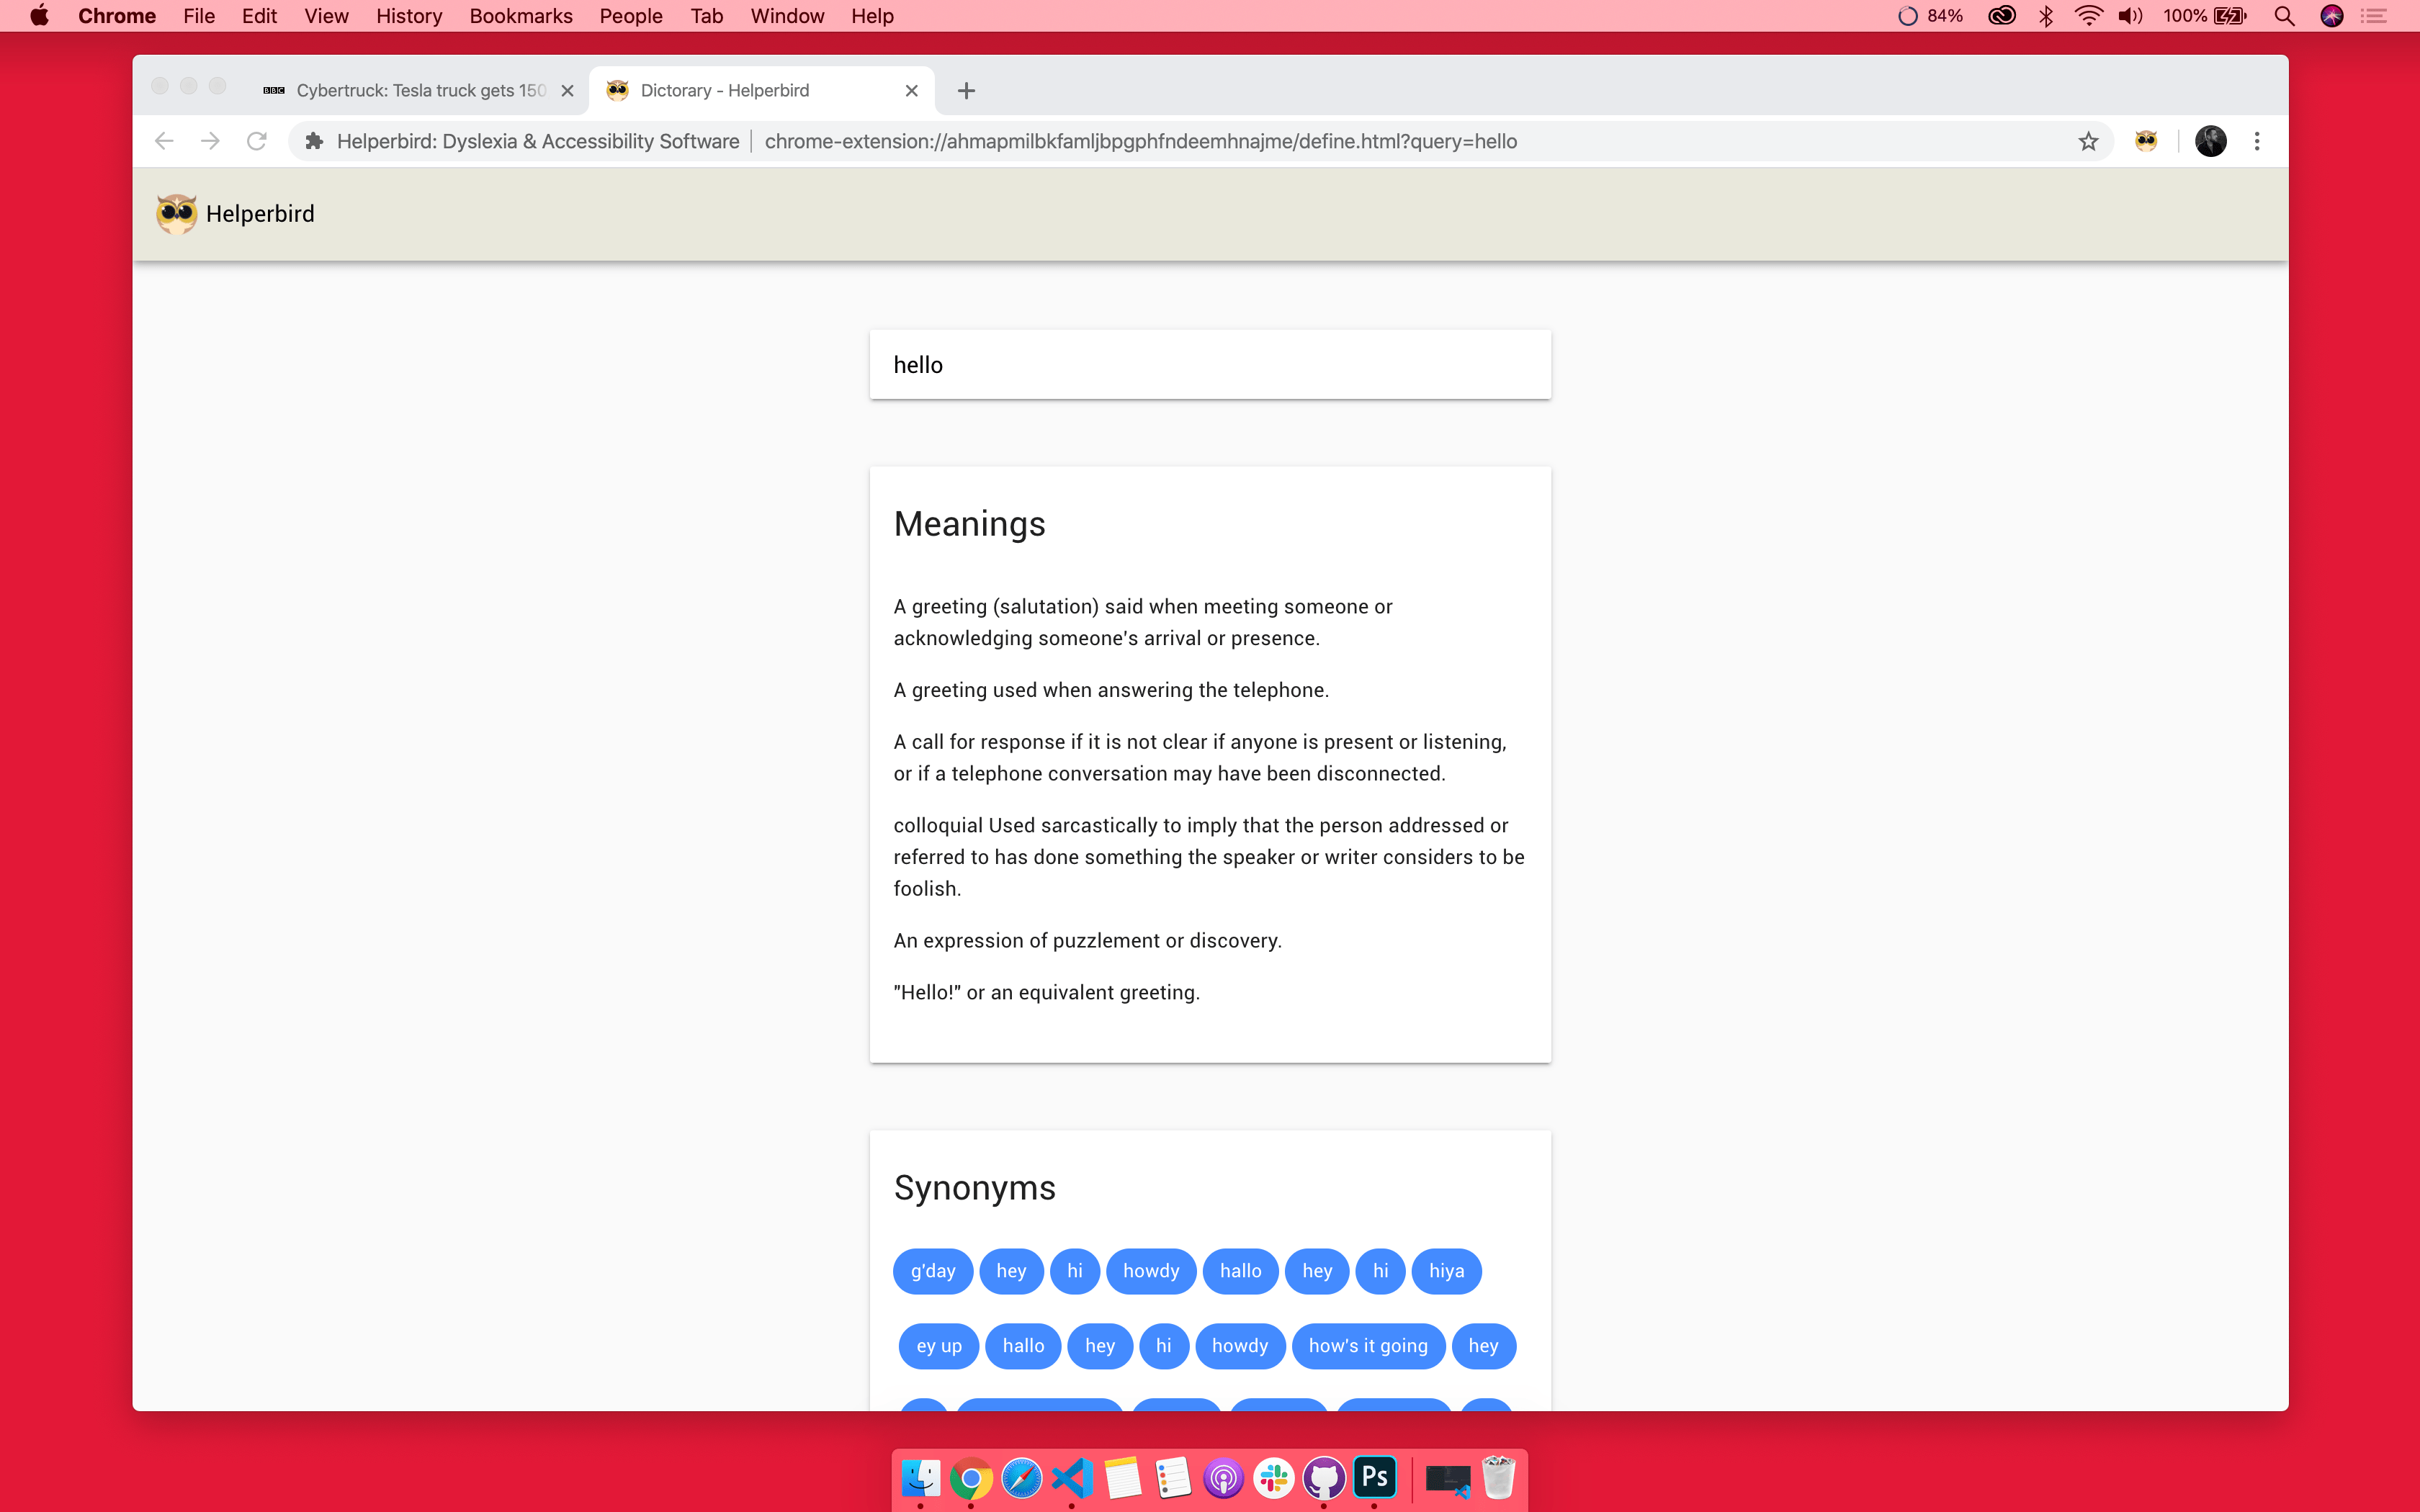 Chrome File Edit View History Bookmarks People Tab Window Help 84% 100%
BBC Cybertruck: Tesla truck gets 150 Dictorary - Helperbird
Helperbird: Dyslexia & Accessibility Software chrome-extension://ahmapmilbkfamljbpgphfndeemhnajme/define.html?query=hello
Helperbird
hello
Meanings
A greeting (salutation) said when meeting someone or
acknowledging someone's arrival or presence.
A greeting used when answering the telephone.
A call for response if it is not clear if anyone is present or listening,
or if a telephone conversation may have been disconnected.
colloquial Used sarcastically to imply that the person addressed or
referred to has done something the speaker or writer considers to be
foolish.
An expression of puzzlement or discovery.
"Hello!" or an equivalent greeting.
Synonyms
g'day hey hi howdy hallo hey hi hiya
ey up hallo hey hi howdy how's it going hey
Ps